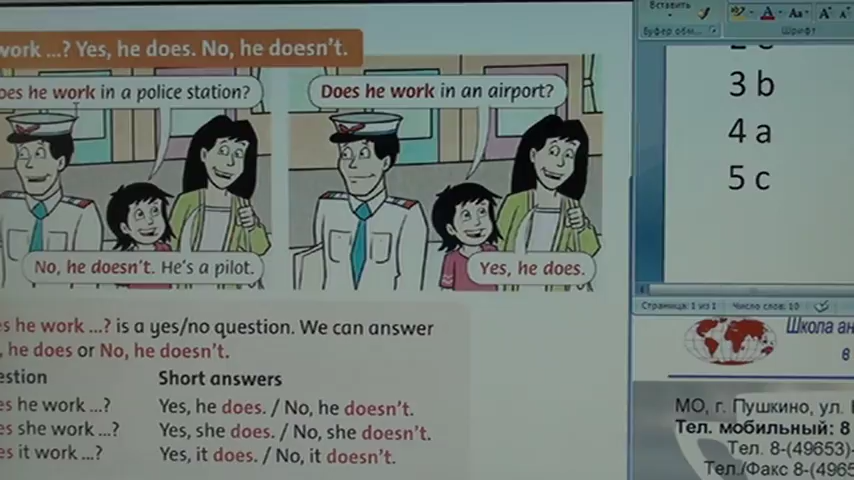 work ...? Yes, he does. No, he doesn't.
oes he work in a police station?
No, he doesn't. He's a pilot.
Does he work in an airport?
Yes, he does.
es he work ...? is a yes/no question. We can answer
, he does or No, he doesn't.
estion
Short answers
es he work ...?
Yes, he does. / No, he doesn't.
es she work ...?
Yes, she does. / No, she doesn't.
es it work ...?
Yes, it does. / No, it doesn't.
Вставить
Буфер обм...
Шрифт
3 b
4 a
5 c
Страница: 1 из 1
Число слов: 10
Школа ан
в
МО, г. Пушкино, ул.
Тел. мобильный: 8
Тел. 8-(49653)-
Тел./Факс 8-(4965